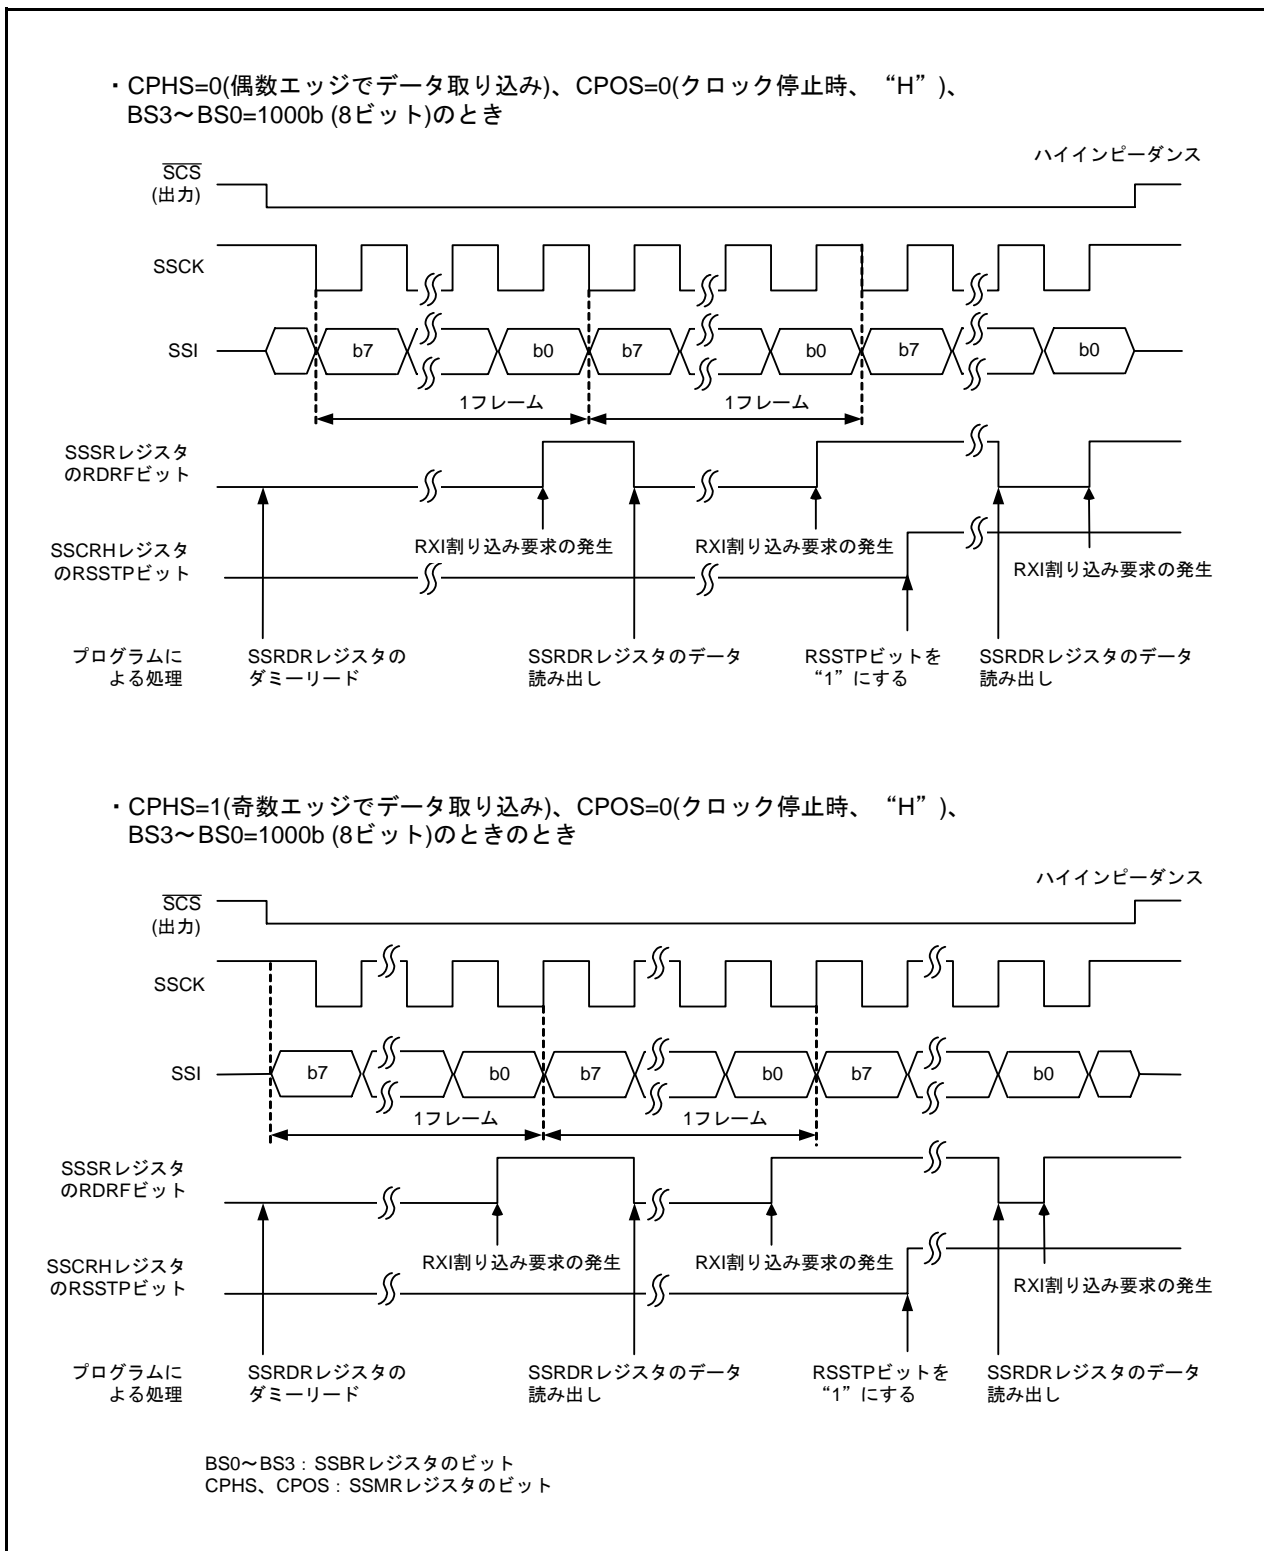 ・CPHS=0(偶数エッジでデータ取り込み)、CPOS=0(クロック停止時、“H”)、
BS3～BS0=1000b (8ビット)のとき
ハイインピーダンス
SCS
(出力)
SSCK
SSI
b7
b0
b7
b0
b7
b0
1フレーム
1フレーム
SSSRレジスタ
のRDRFビット
RXI割り込み要求の発生
RXI割り込み要求の発生
RXI割り込み要求の発生
SSCRHレジスタ
のRSSTPビット
プログラムに
よる処理
SSRDRレジスタの
ダミーリード
SSRDRレジスタのデータ
読み出し
RSSTPビットを
“1”にする
SSRDRレジスタのデータ
読み出し
・CPHS=1(奇数エッジでデータ取り込み)、CPOS=0(クロック停止時、“H”)、
BS3～BS0=1000b (8ビット)のときのとき
ハイインピーダンス
SCS
(出力)
SSCK
SSI
b7
b0
b7
b0
b7
b0
1フレーム
1フレーム
SSSRレジスタ
のRDRFビット
RXI割り込み要求の発生
RXI割り込み要求の発生
RXI割り込み要求の発生
SSCRHレジスタ
のRSSTPビット
プログラムに
よる処理
SSRDRレジスタの
ダミーリード
SSRDRレジスタのデータ
読み出し
RSSTPビットを
“1”にする
SSRDRレジスタのデータ
読み出し
BS0～BS3：SSBRレジスタのビット
CPHS、CPOS：SSMRレジスタのビット